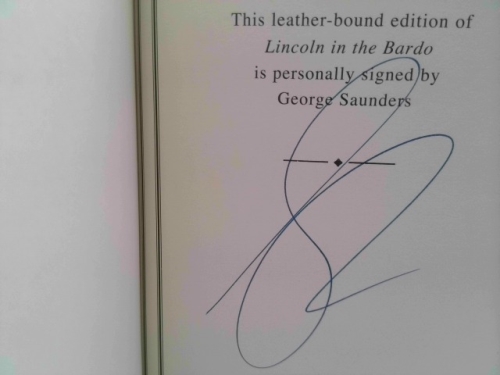 This leather-bound edition of
Lincoln in the Bardo
is personally signed by
George Saunders